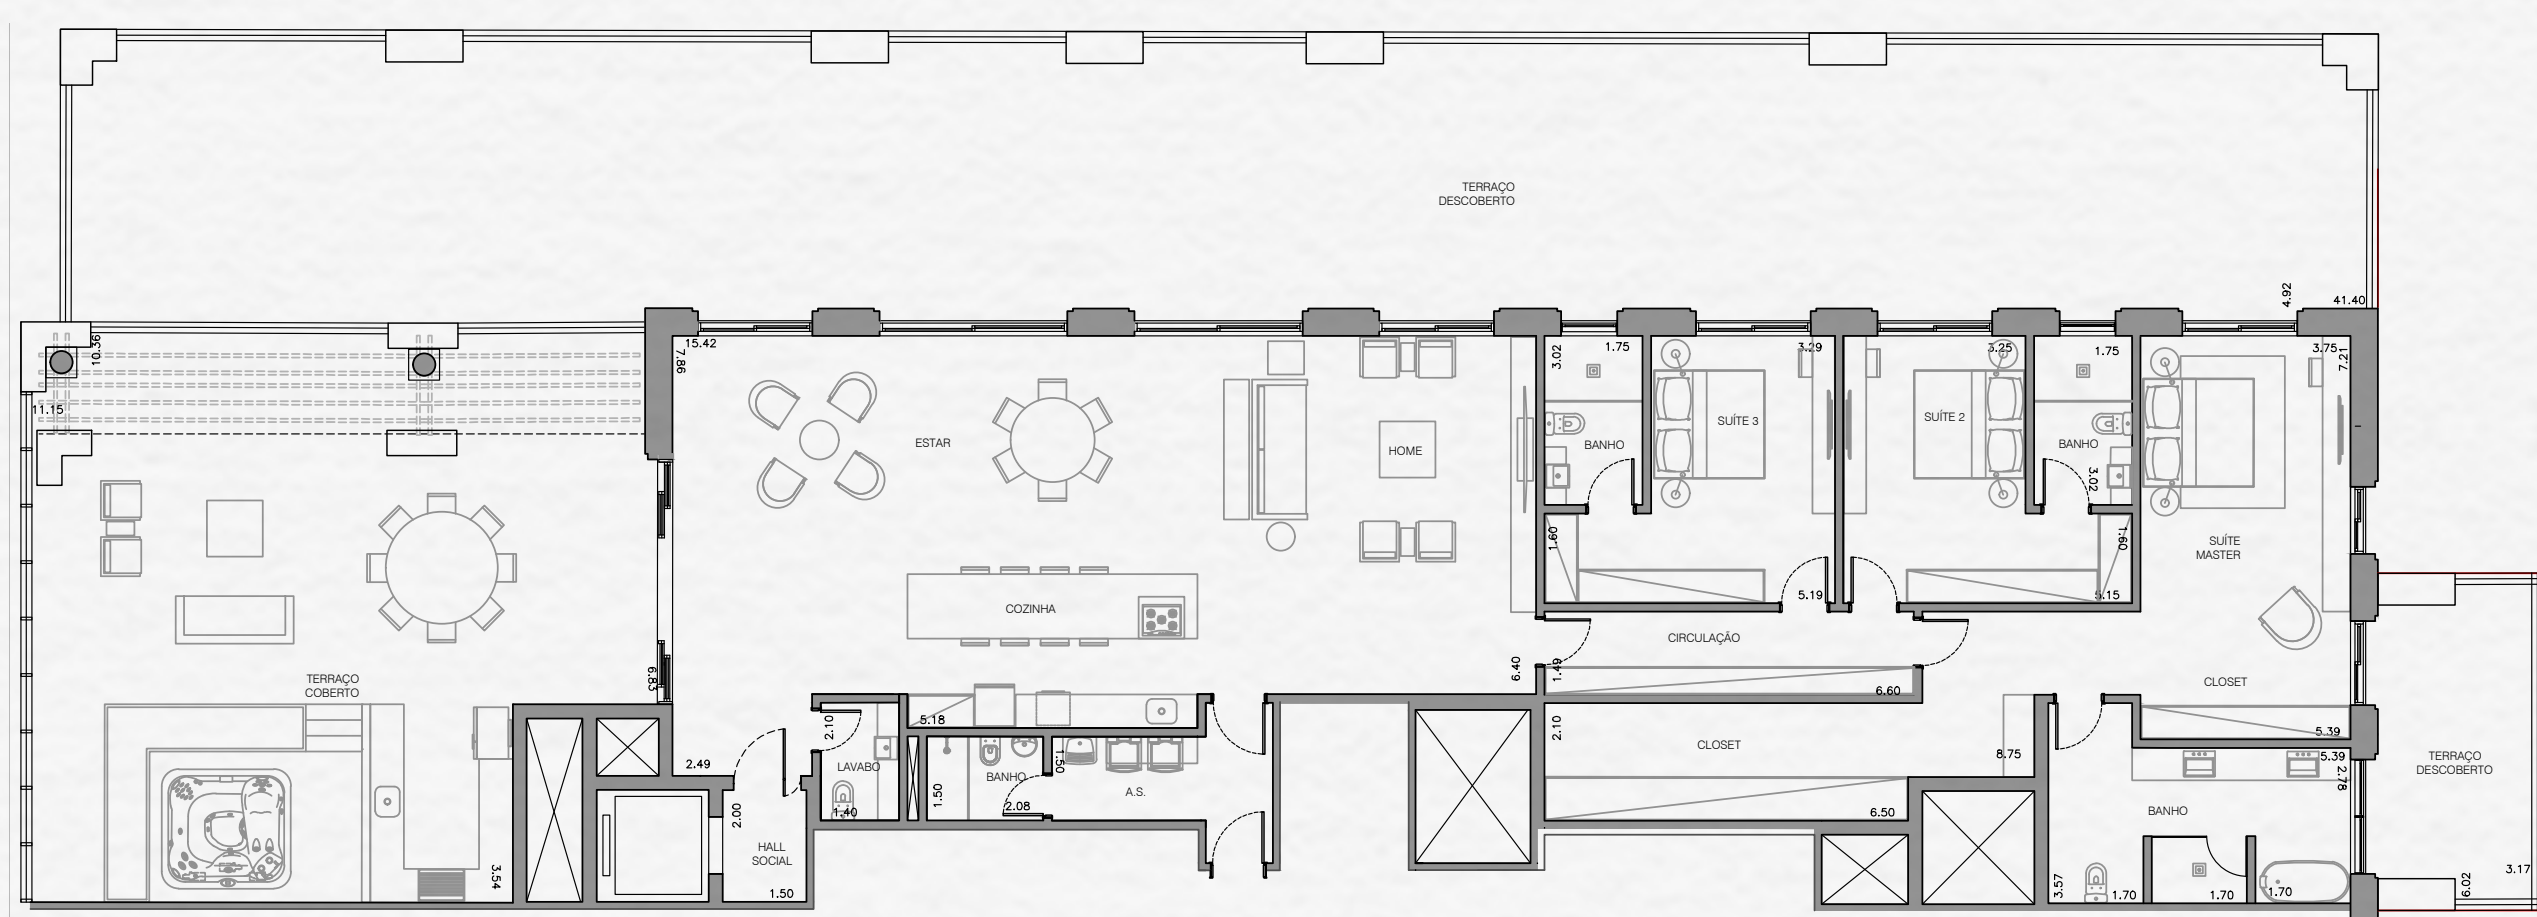 TERRAÇO
DESCOBERTO
4.92
41.40
10.36
11.15
15.42
7.86
3.02
1.75
3.29
3.25
1.75
3.75
7.21
ESTAR
HOME
BANHO
SUÍTE 3
SUÍTE 2
BANHO
3.02
1.60
1.60
SUÍTE
MASTER
COZINHA
5.19
5.15
CIRCULAÇÃO
TERRAÇO
COBERTO
6.83
6.40
1.49
6.60
CLOSET
5.18
2.10
2.10
CLOSET
8.75
5.39
5.39
2.78
2.49
LAVABO
BANHO
1.50
1.50
A.S.
TERRAÇO
DESCOBERTO
2.08
1.40
2.00
6.50
BANHO
HALL
SOCIAL
3.54
1.50
3.57
1.70
1.70
1.70
6.02
3.17